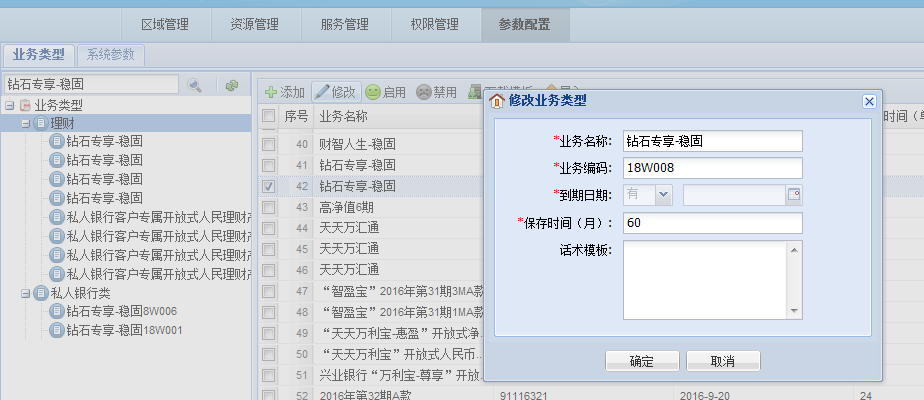 区域管理 资源管理 服务管理 权限管理 参数配置
业务类型 系统参数
钻石专享-稳固
业务类型
理财
钻石专享-稳固
钻石专享-稳固
钻石专享-稳固
钻石专享-稳固
私人银行客户专属开放式人民理财产
私人银行客户专属开放式人民理财产
私人银行客户专属开放式人民理财产
私人银行客户专属开放式人民理财产
私人银行类
钻石专享-稳固8W006
钻石专享-稳固18W001
添加 修改 启用 禁用
序号 业务名称 时间(单
40 财智人生-稳固
41 钻石专享-稳固
42 钻石专享-稳固
43 高净值6期
44 天天万汇通
45 天天万汇通
46 天天万汇通
47 “智盈宝”2016年第31期3MA款
48 “智盈宝”2016年第31期1MA款
49 “天天万利宝-惠盈”开放式净...
50 “天天万利宝”开放式人民币...
51 兴业银行“万利宝-尊享”开放...
52 2016年第32期A款 91116321 2016-9-20 24
修改业务类型
*业务名称: 钻石专享-稳固
*业务编码: 18W008
*到期日期: 有
*保存时间(月): 60
话术模板:
确定 取消